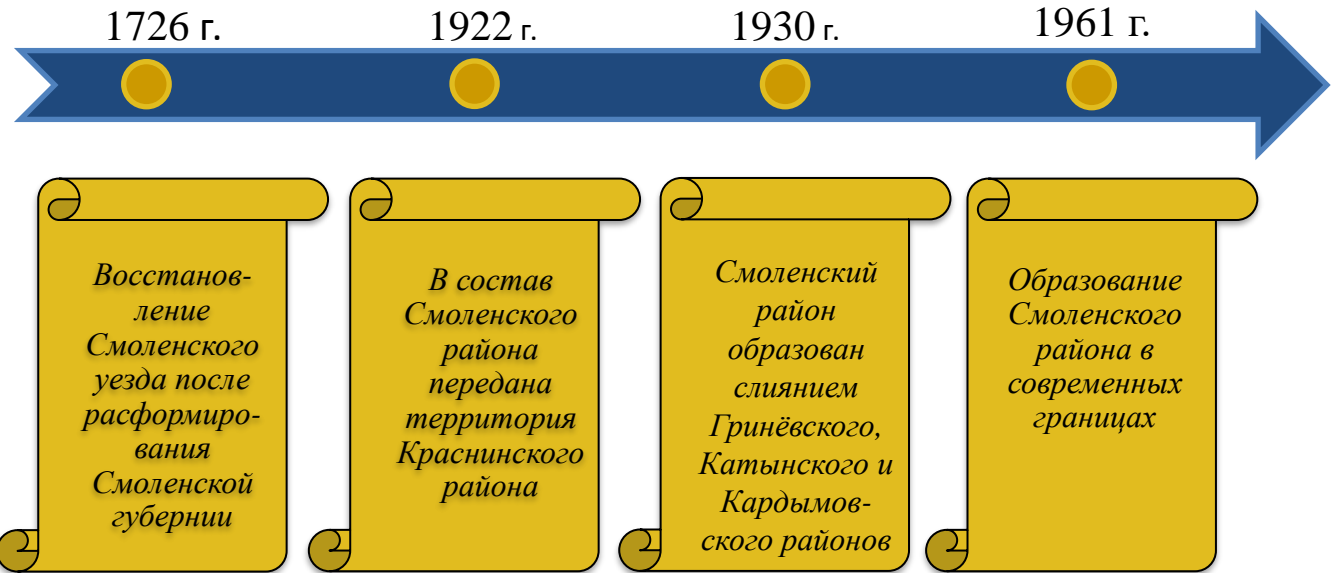 1726 г.
1922 г.
1930 г.
1961 г.
Восстанов-
ление
Смоленского
уезда после
расформиро-
вания
Смоленской
губернии
В состав
Смоленского
района
передана
территория
Краснинского
района
Смоленский
район
образован
слиянием
Гринёвского,
Катынского и
Кардымов-
ского районов
Образование
Смоленского
района в
современных
границах